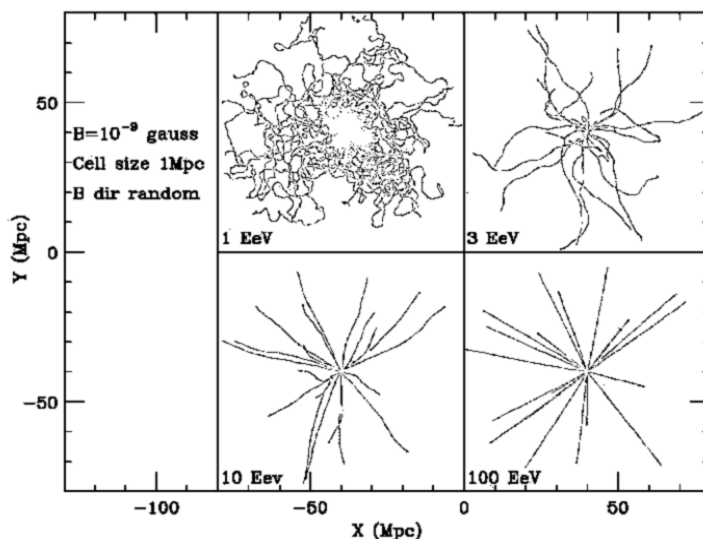 B=10⁻⁹ gauss
Cell size 1Mpc
B dir random
1 EeV
3 EeV
10 Eev
100 EeV
50
0
−50
Y (Mpc)
−100
−50
0
50
X (Mpc)